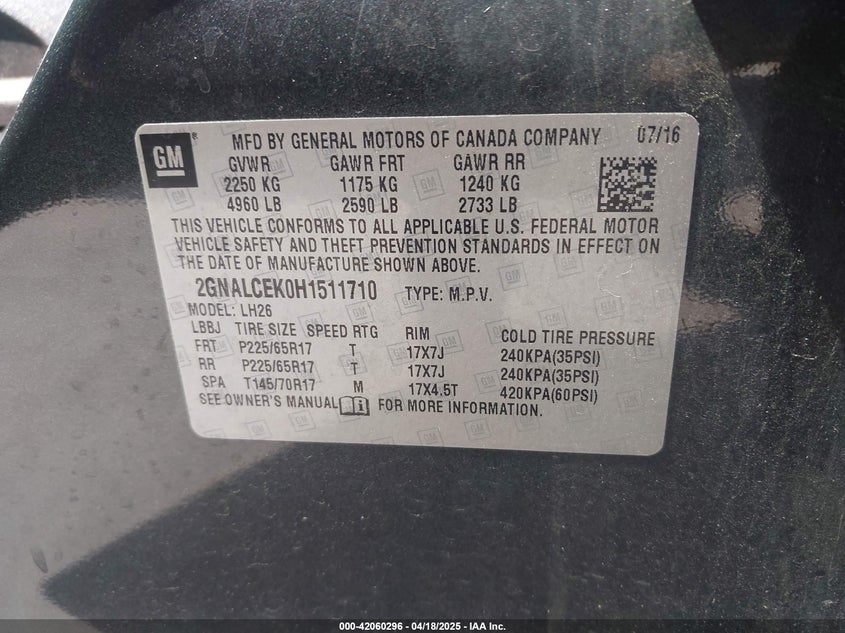 GM
MFD BY GENERAL MOTORS OF CANADA COMPANY 07/16
GVWR GAWR FRT GAWR RR
2250 KG 1175 KG 1240 KG
4960 LB 2590 LB 2733 LB
THIS VEHICLE CONFORMS TO ALL APPLICABLE U.S. FEDERAL MOTOR
VEHICLE SAFETY AND THEFT PREVENTION STANDARDS IN EFFECT ON
THE DATE OF MANUFACTURE SHOWN ABOVE.
2GNALCEK0H1511710 TYPE: M.P.V.
MODEL: LH26
LBBJ TIRE SIZE SPEED RTG RIM COLD TIRE PRESSURE
FRT P225/65R17 T 17X7J 240KPA(35PSI)
RR P225/65R17 T 17X7J 240KPA(35PSI)
SPA T145/70R17 M 17X4.5T 420KPA(60PSI)
SEE OWNER'S MANUAL FOR MORE INFORMATION.
000-42060296 - 04/18/2025 - IAA Inc.